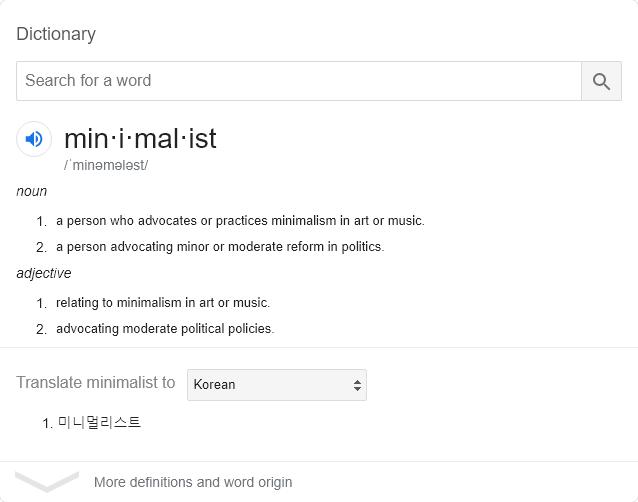 Dictionary
Search for a word
min·i·mal·ist
/ˈminəmələst/
noun
1. a person who advocates or practices minimalism in art or music.
2. a person advocating minor or moderate reform in politics.
adjective
1. relating to minimalism in art or music.
2. advocating moderate political policies.
Translate minimalist to Korean
1. 미니멀리스트
More definitions and word origin